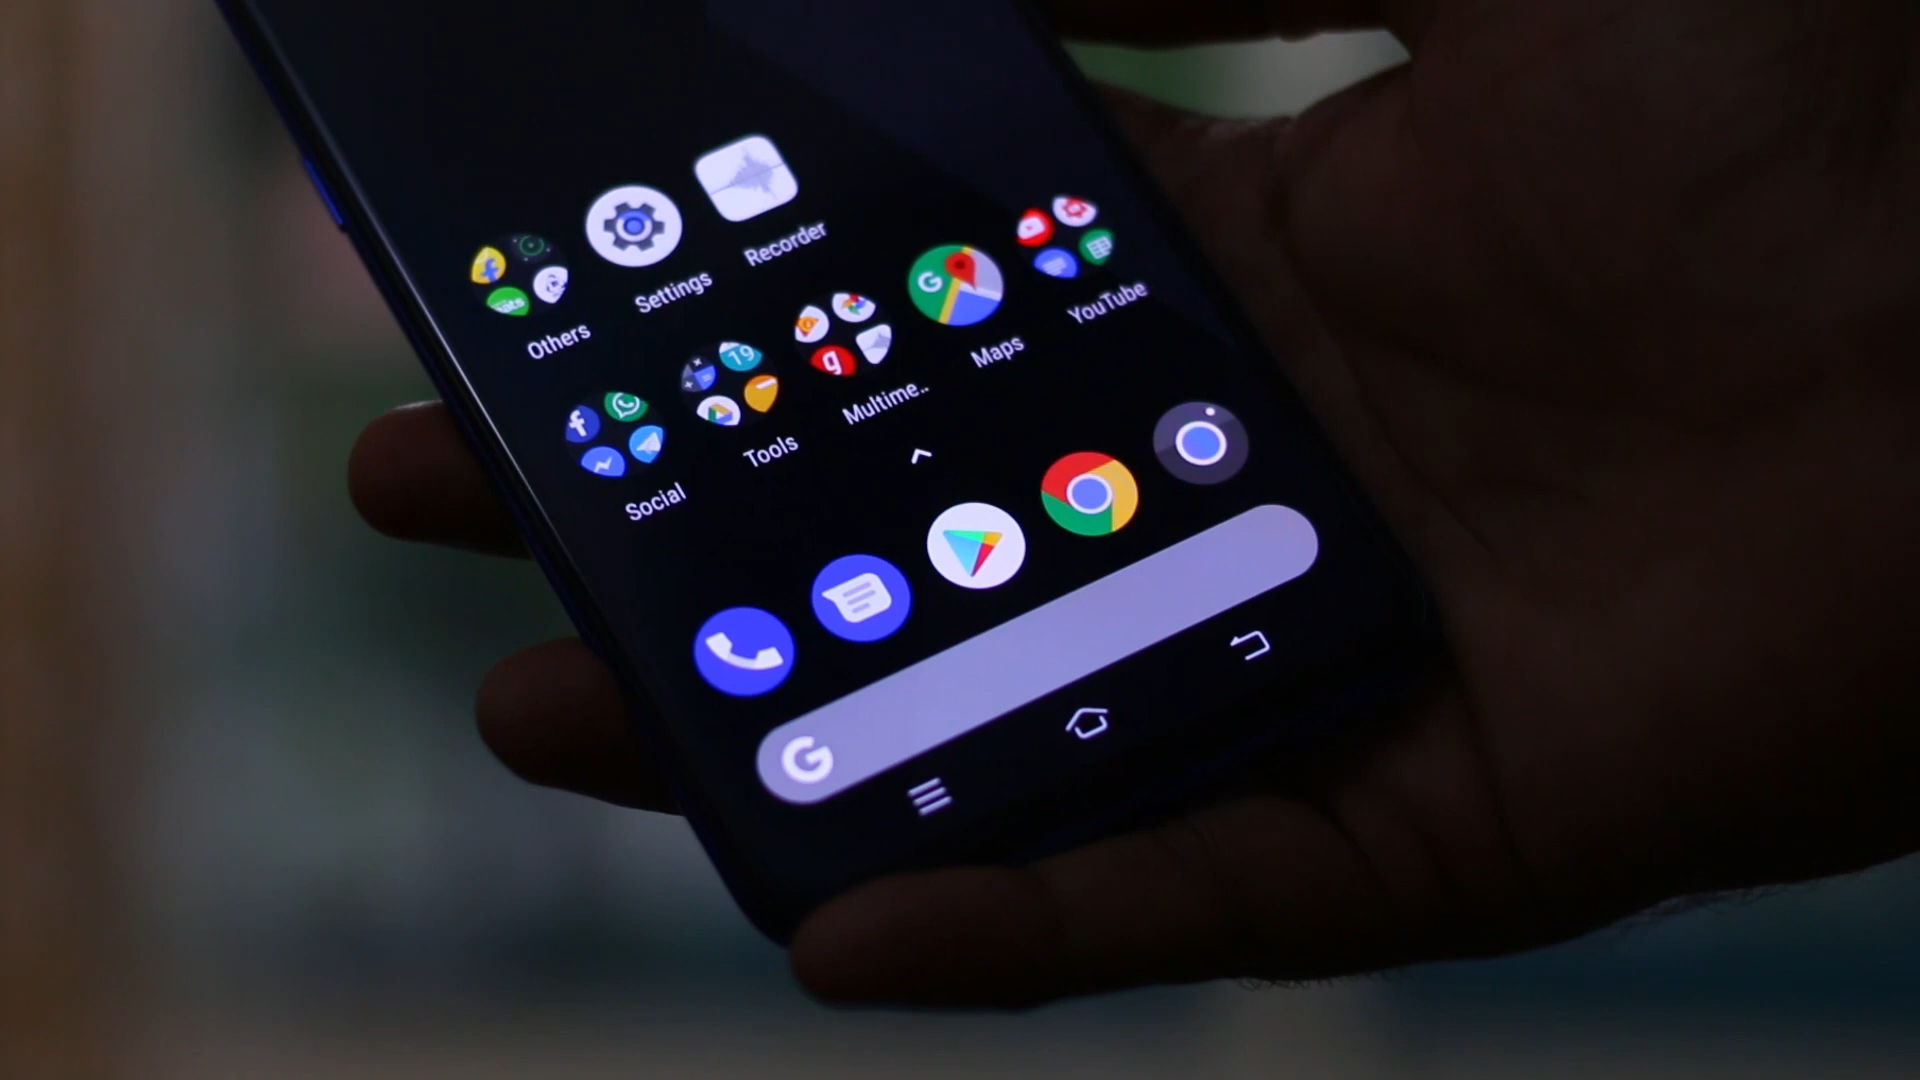 Others
Settings
Recorder
Social
Tools
19
g
Multime..
G
Maps
YouTube
G